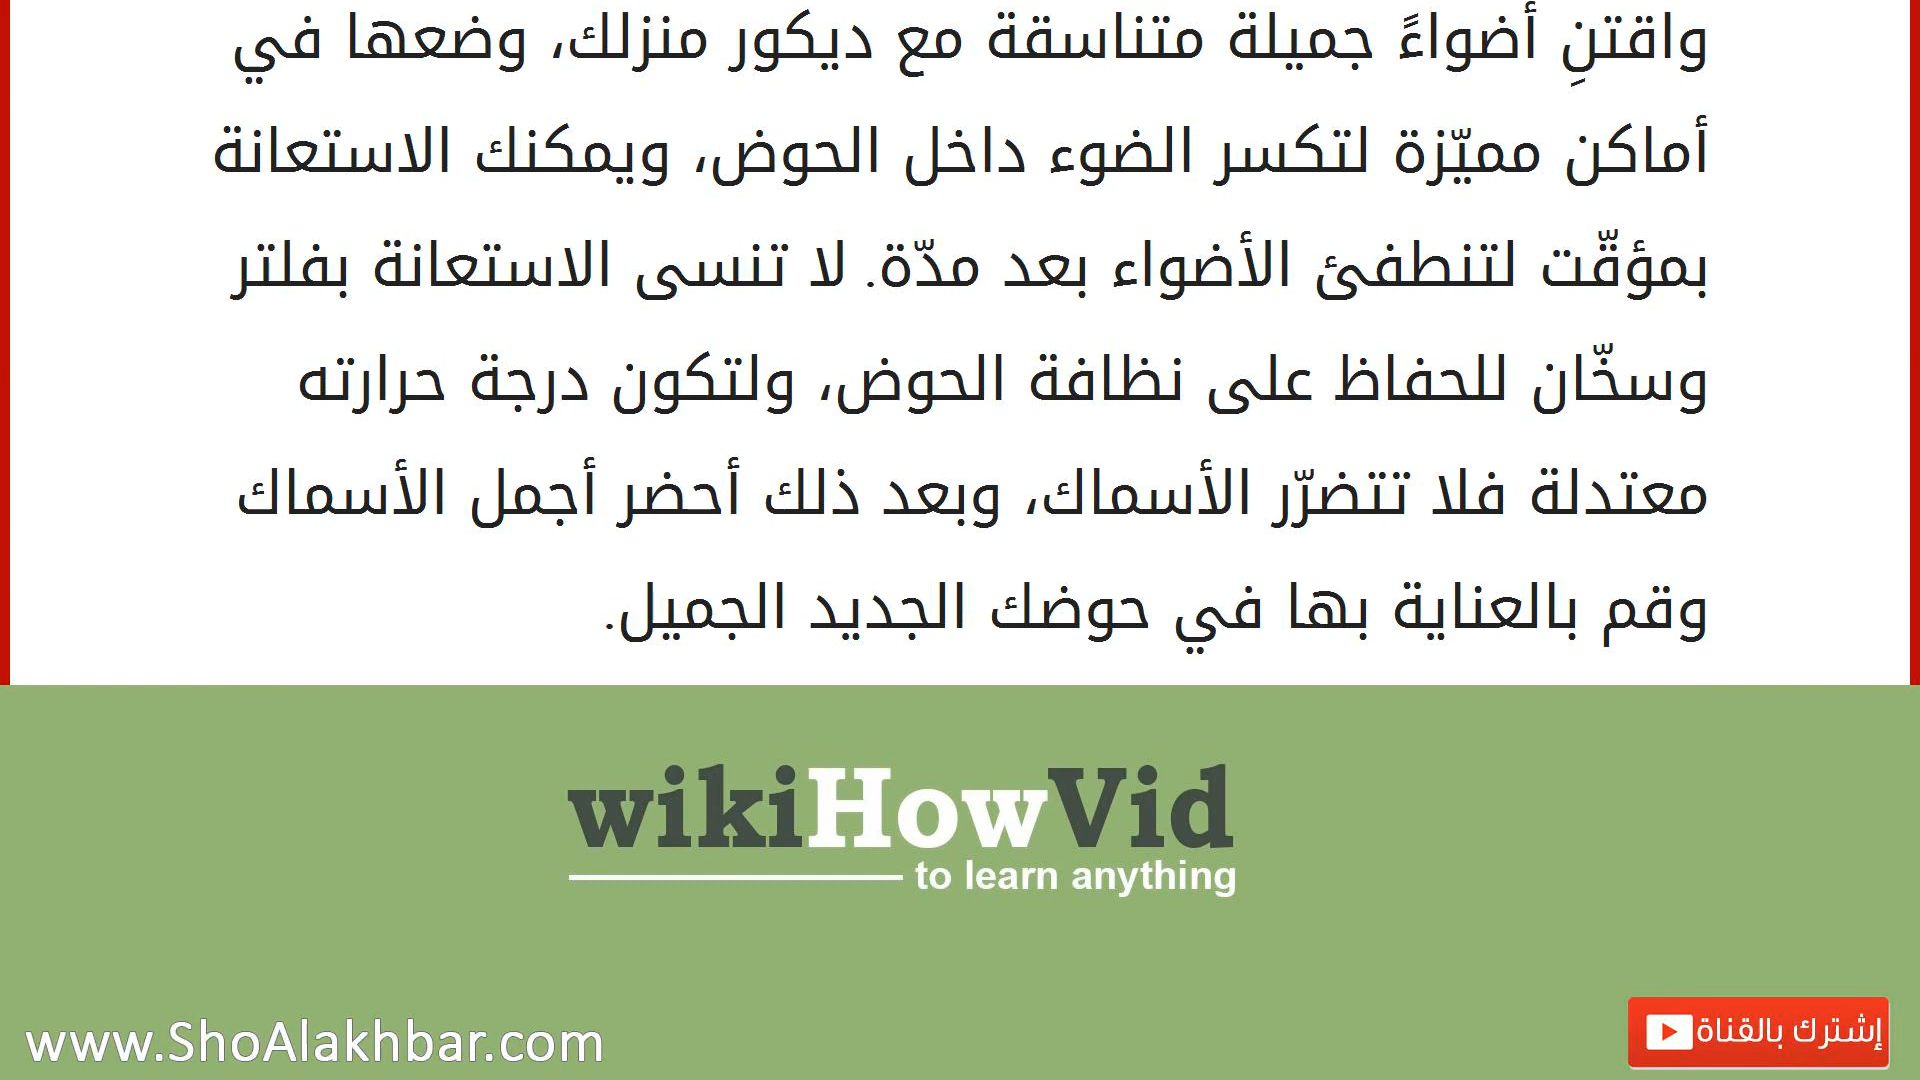 واقتنِ أضواءً جميلة متناسقة مع ديكور منزلك، وضعها في
أماكن مميّزة لتكسر الضوء داخل الحوض، ويمكنك الاستعانة
بمؤقّت لتنطفئ الأضواء بعد مدّة. لا تنسى الاستعانة بفلتر
وسخّان للحفاظ على نظافة الحوض، ولتكون درجة حرارته
معتدلة فلا تتضرّر الأسماك، وبعد ذلك أحضر أجمل الأسماك
وقم بالعناية بها في حوضك الجديد الجميل.
wikiHowVid
to learn anything
www.ShoAlakhbar.com
إشترك بالقناة